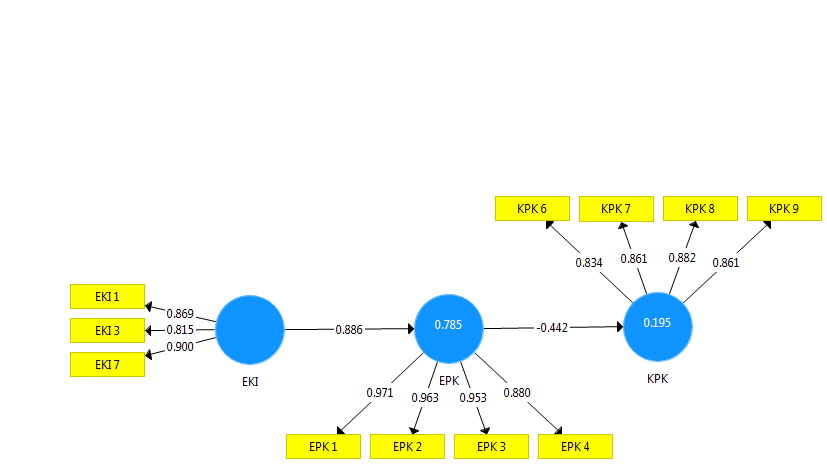 KPK 6 KPK 7 KPK 8 KPK 9
0.834 0.861 0.882 0.861
EKI 1
EKI 3
EKI 7
0.869
0.815
0.900
EKI
0.886
0.785
EPK
-0.442
0.195
KPK
0.971 0.963 0.953 0.880
EPK 1 EPK 2 EPK 3 EPK 4